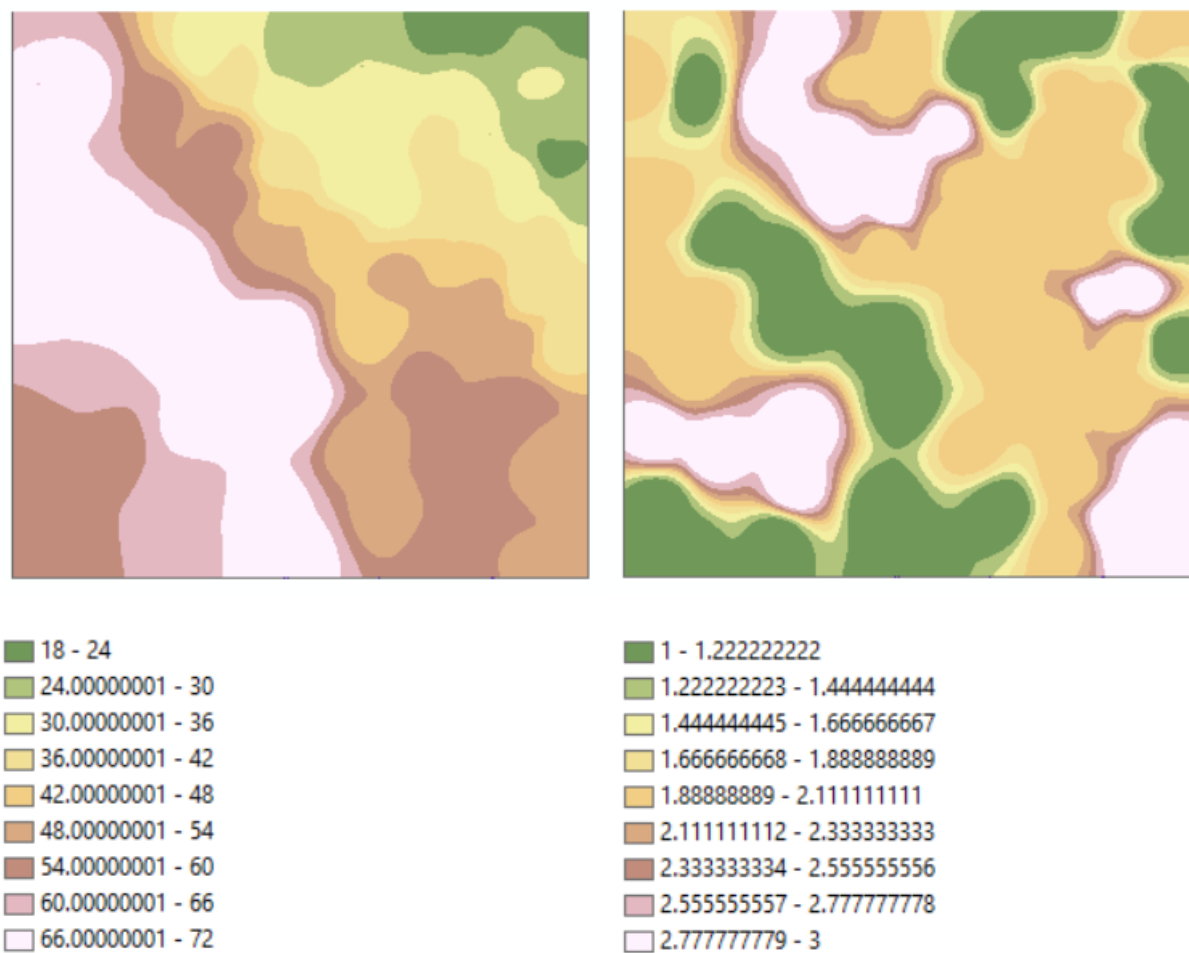 18 - 24
24.00000001 - 30
30.00000001 - 36
36.00000001 - 42
42.00000001 - 48
48.00000001 - 54
54.00000001 - 60
60.00000001 - 66
66.00000001 - 72
1 - 1.222222222
1.222222223 - 1.444444444
1.444444445 - 1.666666667
1.666666668 - 1.888888889
1.88888889 - 2.111111111
2.111111112 - 2.333333333
2.333333334 - 2.555555556
2.555555557 - 2.777777778
2.777777779 - 3